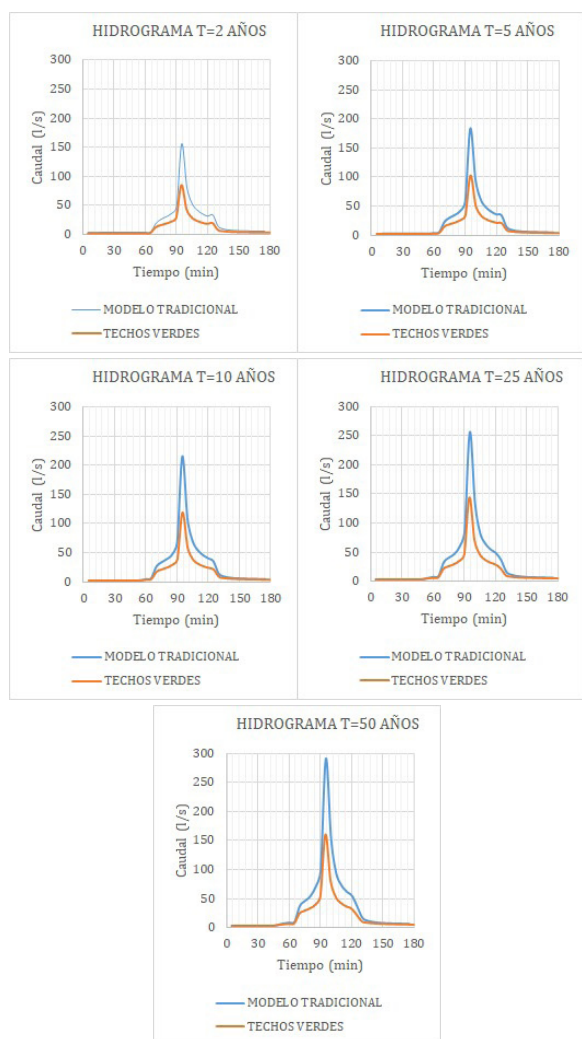 HIDROGRAMA T=2 AÑOS
Caudal (l/s)
300
250
200
150
100
50
0
0 30 60 90 120 150 180
Tiempo (min)
MODELO TRADICIONAL
TECHOS VERDES
HIDROGRAMA T=5 AÑOS
Caudal (l/s)
300
250
200
150
100
50
0
0 30 60 90 120 150 180
Tiempo (min)
MODELO TRADICIONAL
TECHOS VERDES
HIDROGRAMA T=10 AÑOS
Caudal (l/s)
300
250
200
150
100
50
0
0 30 60 90 120 150 180
Tiempo (min)
MODELO TRADICIONAL
TECHOS VERDES
HIDROGRAMA T=25 AÑOS
Caudal (l/s)
300
250
200
150
100
50
0
0 30 60 90 120 150 180
Tiempo (min)
MODELO TRADICIONAL
TECHOS VERDES
HIDROGRAMA T=50 AÑOS
Caudal (l/s)
300
250
200
150
100
50
0
0 30 60 90 120 150 180
Tiempo (min)
MODELO TRADICIONAL
TECHOS VERDES